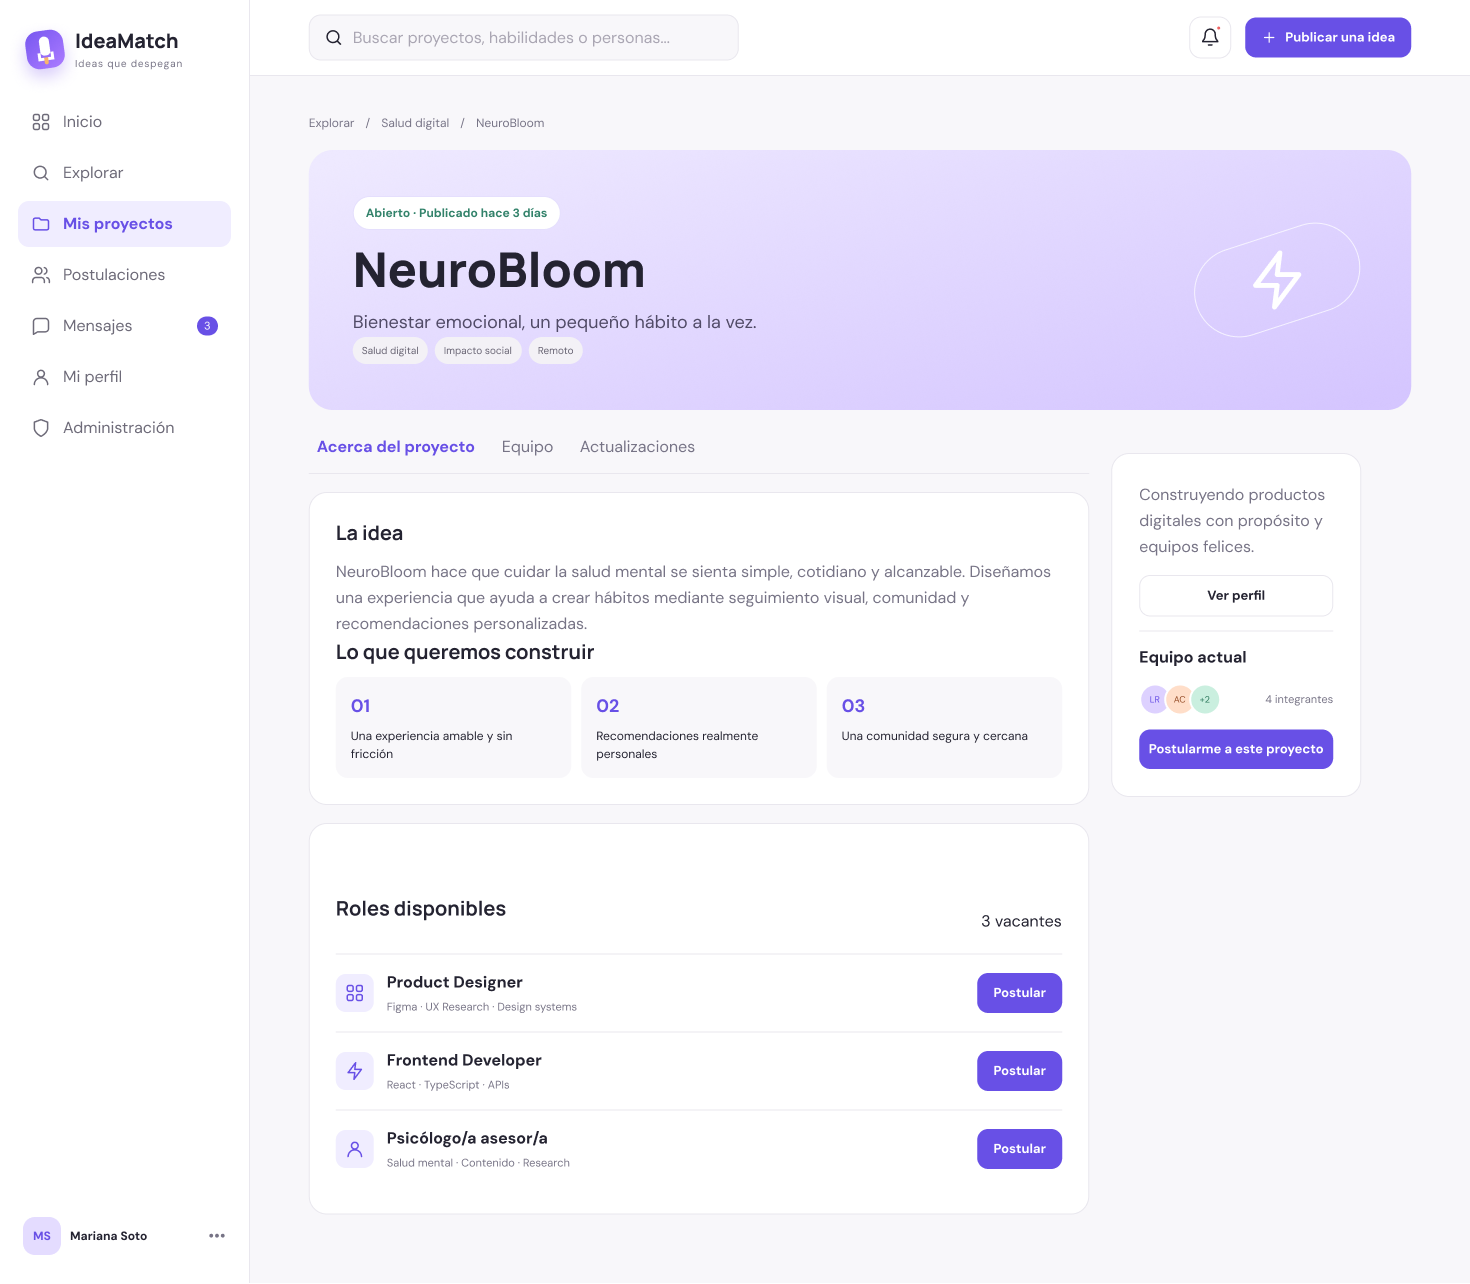 IdeaMatch
Ideas que despegan
Inicio
Explorar
Mis proyectos
Postulaciones
Mensajes 3
Mi perfil
Administración
MS Mariana Soto
Buscar proyectos, habilidades o personas...
Publicar una idea
Explorar / Salud digital / NeuroBloom
Abierto · Publicado hace 3 días
NeuroBloom
Bienestar emocional, un pequeño hábito a la vez.
Salud digital Impacto social Remoto
Acerca del proyecto Equipo Actualizaciones
La idea
NeuroBloom hace que cuidar la salud mental se sienta simple, cotidiano y alcanzable. Diseñamos
una experiencia que ayuda a crear hábitos mediante seguimiento visual, comunidad y
recomendaciones personalizadas.
Lo que queremos construir
01
Una experiencia amable y sin
fricción
02
Recomendaciones realmente
personales
03
Una comunidad segura y cercana
Roles disponibles
3 vacantes
Product Designer
Figma · UX Research · Design systems
Postular
Frontend Developer
React · TypeScript · APIs
Postular
Psicólogo/a asesor/a
Salud mental · Contenido · Research
Postular
Construyendo productos
digitales con propósito y
equipos felices.
Ver perfil
Equipo actual
LR AC +2 4 integrantes
Postularme a este proyecto